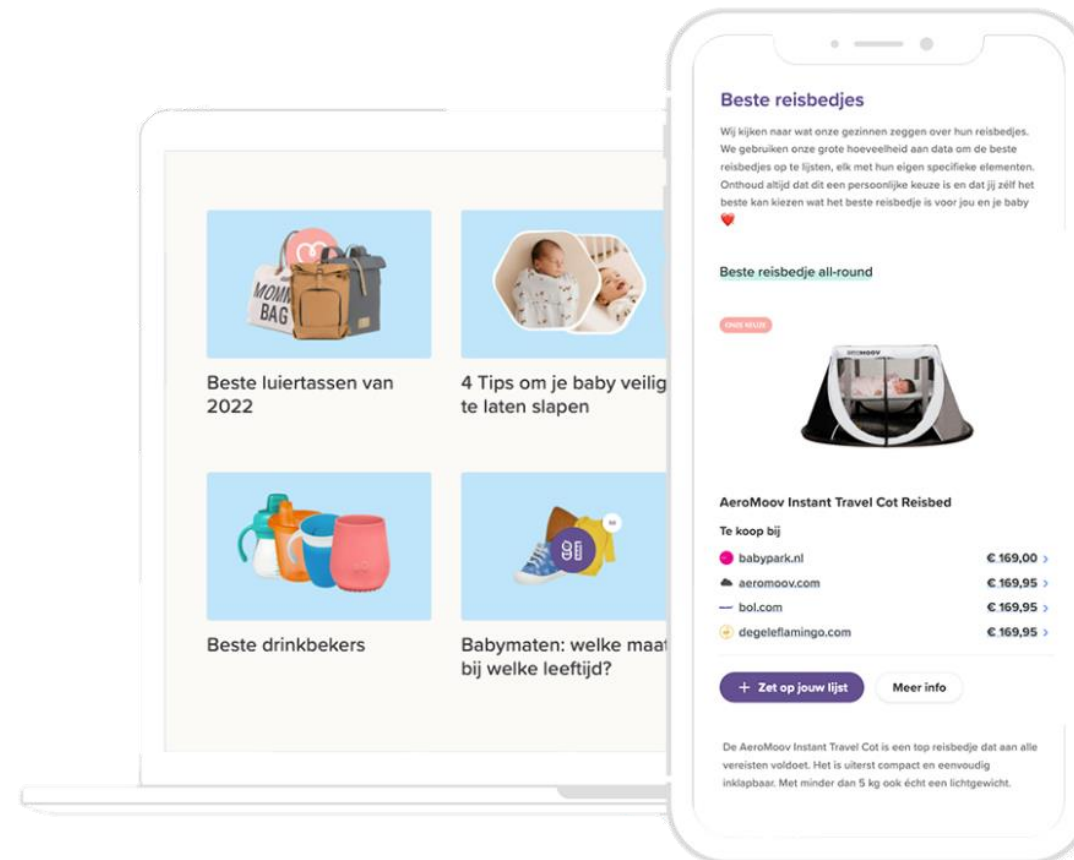 MOMMY
BAG
Beste luiertassen van
2022
4 Tips om je baby veilig
te laten slapen
Beste drinkbekers
Babymaten: welke maat
bij welke leeftijd?
Beste reisbedjes
Wij kijken naar wat onze gezinnen zeggen over hun reisbedjes.
We gebruiken onze grote hoeveelheid aan data om de beste
reisbedjes op te lijsten, elk met hun eigen specifieke elementen.
Onthoud altijd dat dit een persoonlijke keuze is en dat jij zélf het
beste kan kiezen wat het beste reisbedje is voor jou en je baby
❤️
Beste reisbedje all-round
ONZE KEUZE
AEROMOOV
AeroMoov Instant Travel Cot Reisbed
Te koop bij
babypark.nl € 169,00 >
aeromoov.com € 169,95 >
bol.com € 169,95 >
degeleflamingo.com € 169,95 >
+ Zet op jouw lijst Meer info
De AeroMoov Instant Travel Cot is een top reisbedje dat aan alle
vereisten voldoet. Het is uiterst compact en eenvoudig
inklapbaar. Met minder dan 5 kg ook écht een lichtgewicht.